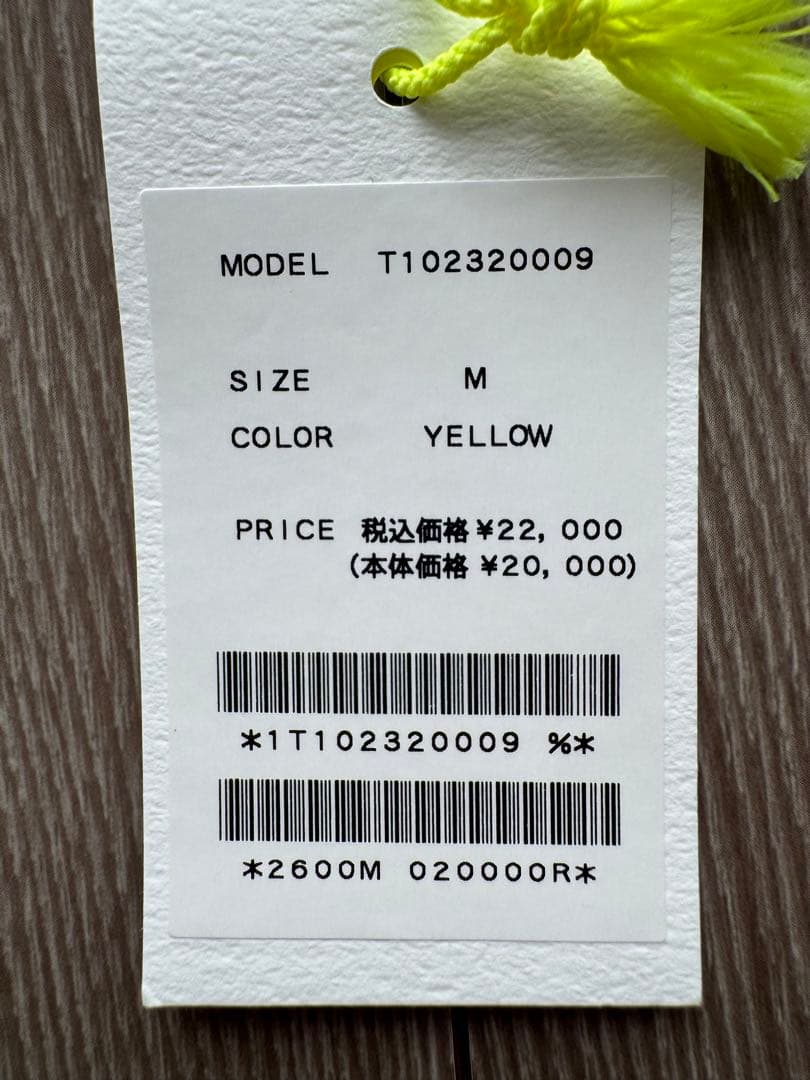 MODEL T102320009
SIZE M
COLOR YELLOW
PRICE 税込価格 ¥22, 000
(本体価格 ¥20, 000)
*1T102320009 %*
*2600M 020000R*